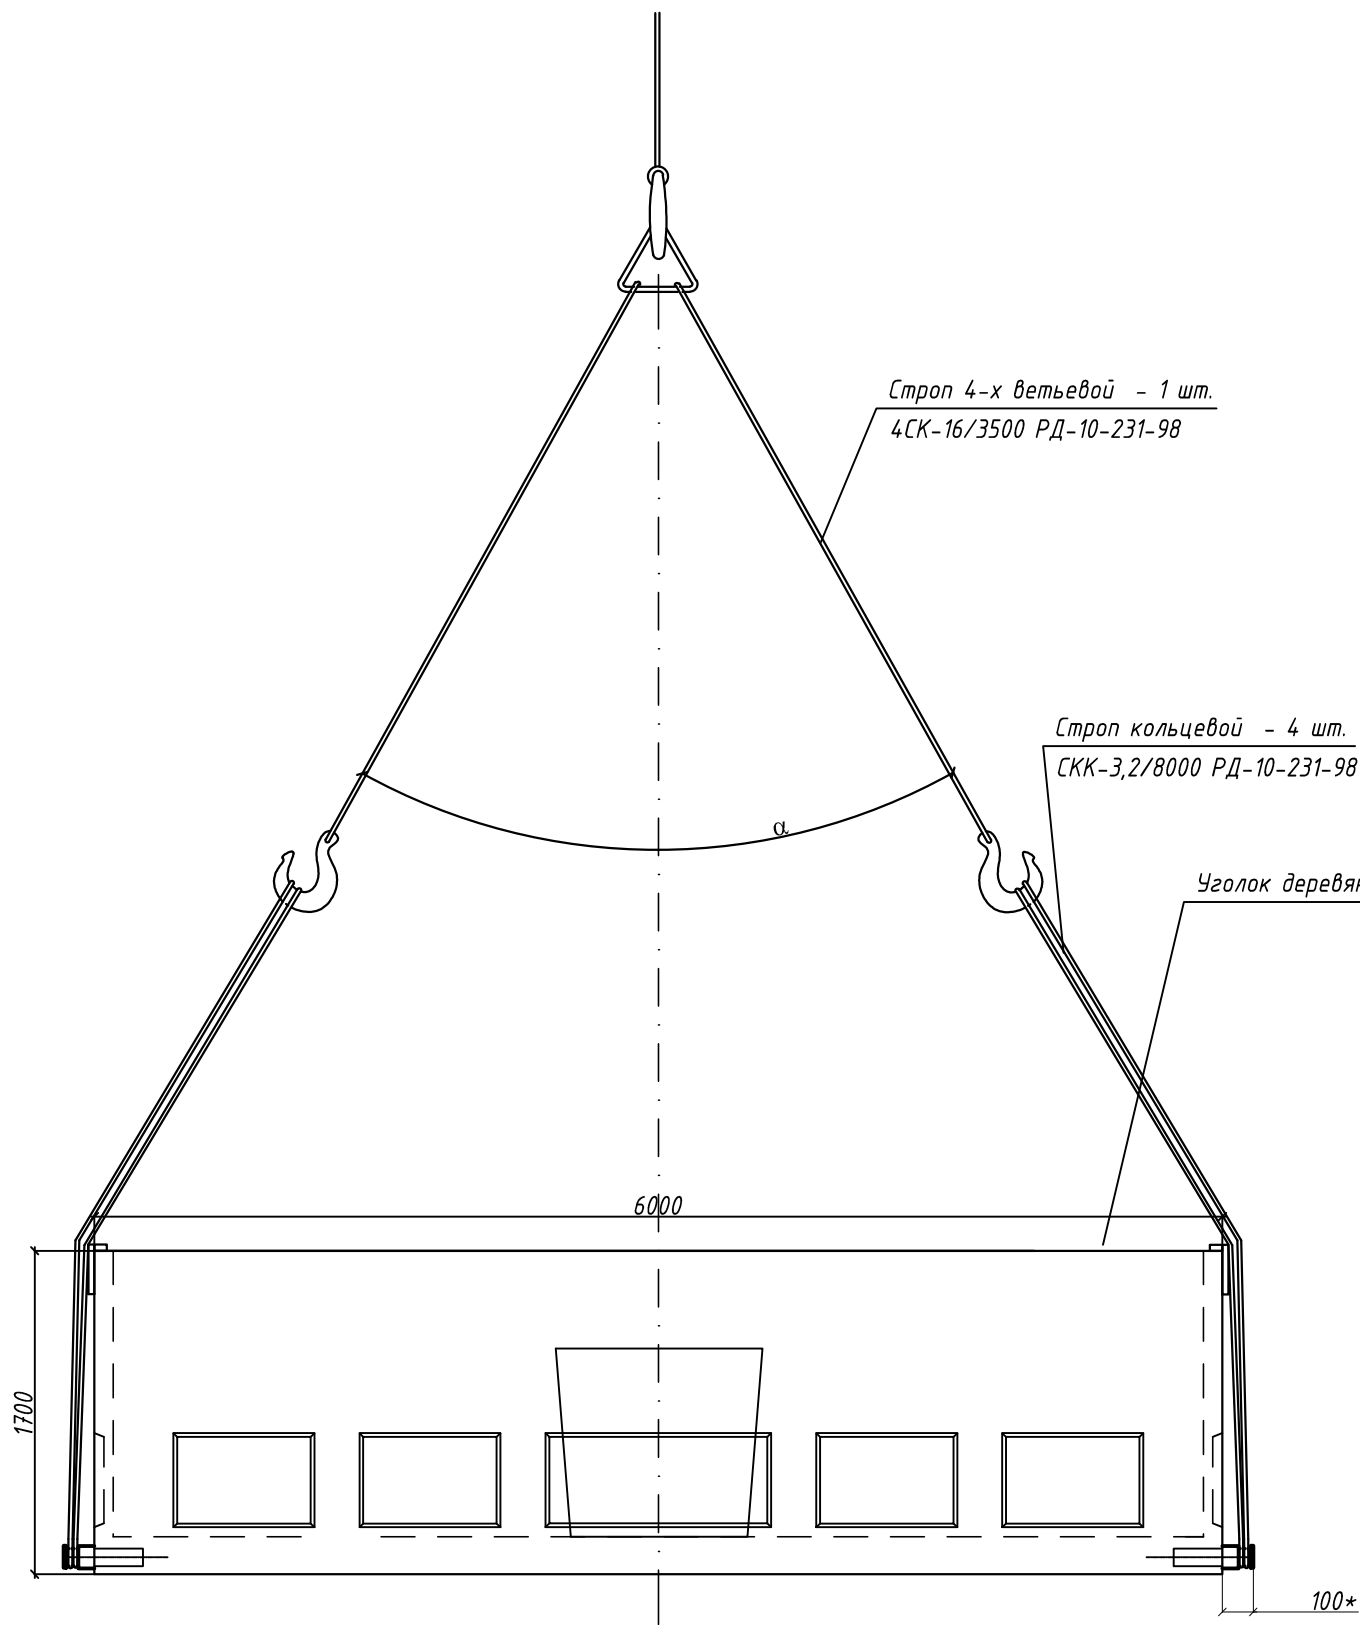 Строп 4-х ветьевой - 1 шт.
4СК-16/3500 РД-10-231-98
Строп кольцевой - 4 шт.
СКК-3,2/8000 РД-10-231-98
α
Уголок
6000
1700
100*